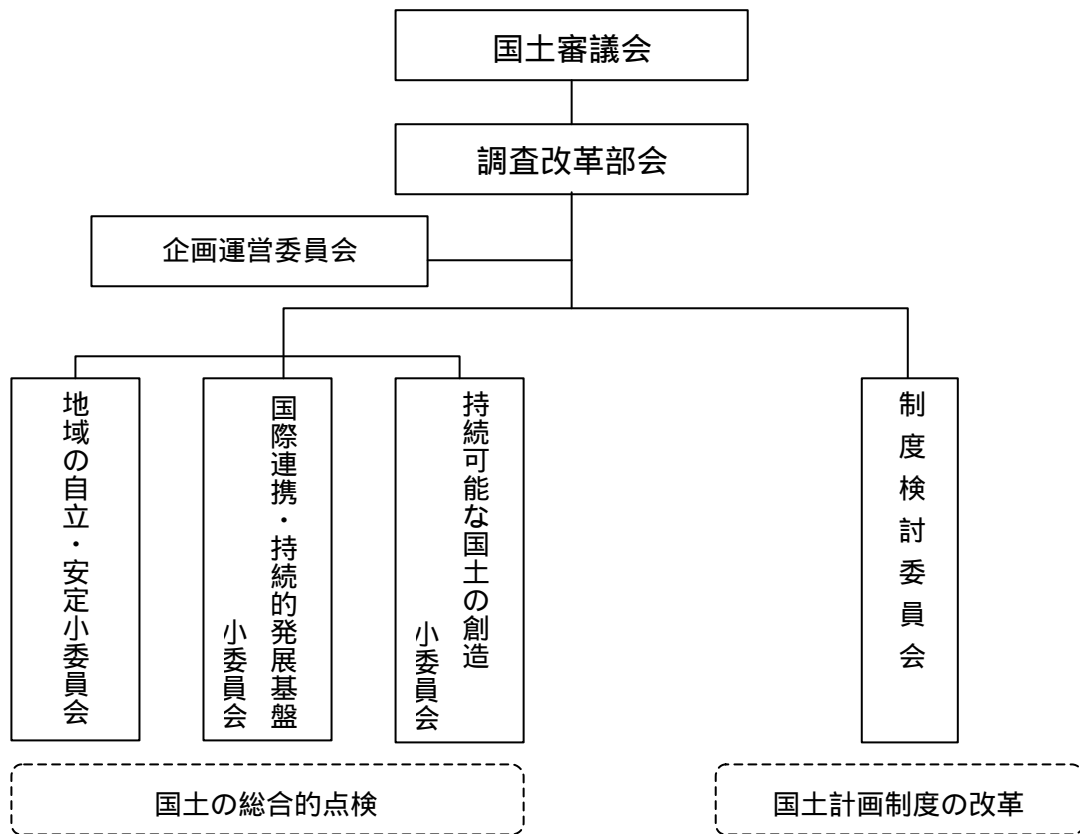 国土審議会
調査改革部会
企画運営委員会
地域の自立・安定小委員会
国際連携・持続的発展基盤
小委員会
持続可能な国土の創造
小委員会
制度検討委員会
国土の総合的点検
国土計画制度の改革